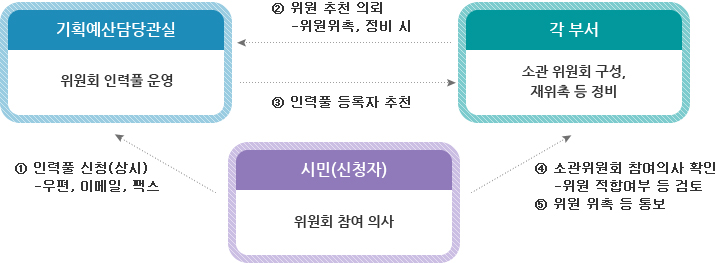 ② 위원 추천 의뢰
-위원위촉, 정비 시
기획예산담당관실
위원회 인력풀 운영
각 부서
소관 위원회 구성,
재위촉 등 정비
③ 인력풀 등록자 추천
① 인력풀 신청(상시)
-우편, 이메일, 팩스
시민(신청자)
위원회 참여 의사
④ 소관위원회 참여의사 확인
-위원 적합여부 등 검토
⑤ 위원 위촉 등 통보